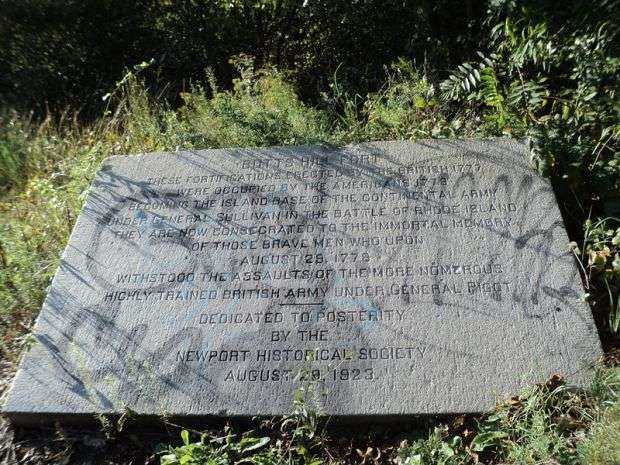 BUTTS HILL FORT
THESE FORTIFICATIONS ERECTED BY THE BRITISH 1777
WERE OCCUPIED BY THE AMERICANS 1778
BECOMING THE ISLAND BASE OF THE CONTINENTAL ARMY
UNDER GENERAL SULLIVAN IN THE BATTLE OF RHODE ISLAND
THEY ARE NOW CONSECRATED TO THE IMMORTAL MEMORY
OF THOSE BRAVE MEN WHO UPON
AUGUST 29, 1778
WITHSTOOD THE ASSAULTS OF THE MORE NUMEROUS
HIGHLY TRAINED BRITISH ARMY UNDER GENERAL PIGOT
DEDICATED TO POSTERITY
BY THE
NEWPORT HISTORICAL SOCIETY
AUGUST 29, 1923.